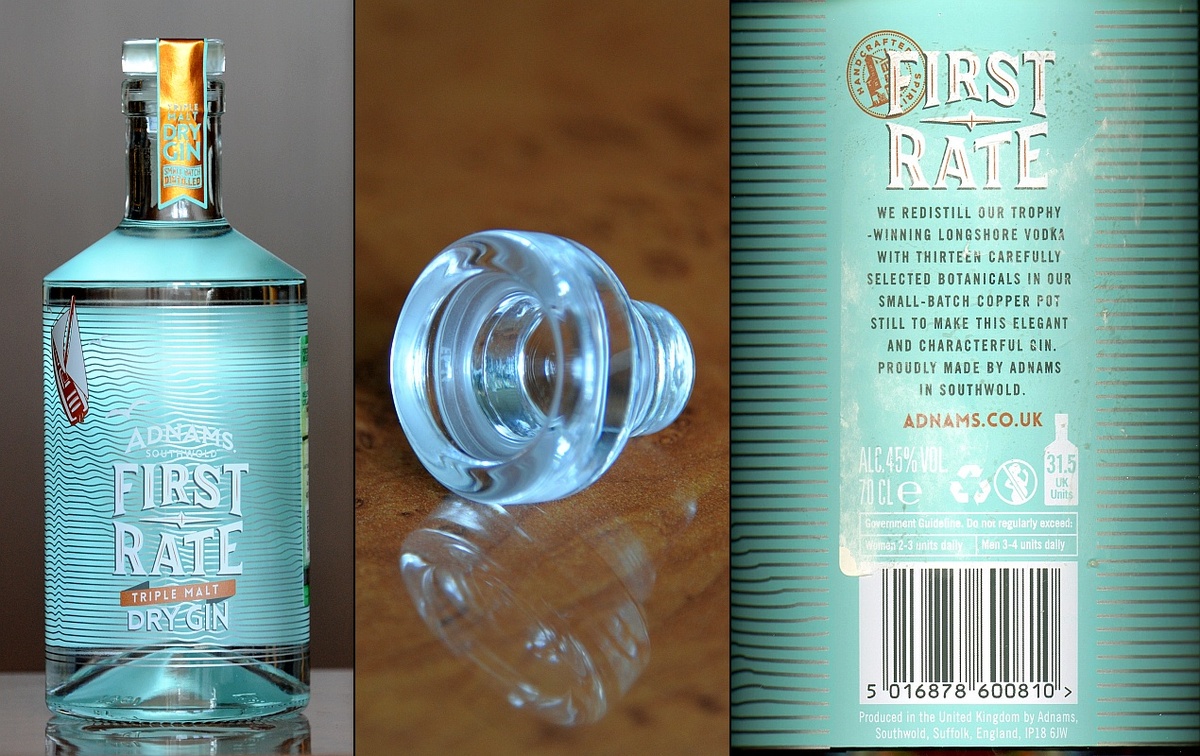 TRIPLE
MALT
DRY
GIN
SMALL BATCH
DISTILLED
ADNAMS
SOUTHWOLD
FIRST
RATE
TRIPLE MALT
DRY GIN
HANDCRAFTED SPIRIT
FIRST
RATE
WE REDISTILL OUR TROPHY
-WINNING LONGSHORE VODKA
WITH THIRTEEN CAREFULLY
SELECTED BOTANICALS IN OUR
SMALL-BATCH COPPER POT
STILL TO MAKE THIS ELEGANT
AND CHARACTERFUL GIN.
PROUDLY MADE BY ADNAMS
IN SOUTHWOLD.
ADNAMS.CO.UK
ALC.45% VOL
70 CL e
31.5
UK
Units
Government Guideline. Do not regularly exceed:
Women 2-3 units daily Men 3-4 units daily
5 016878 600810 >
Produced in the United Kingdom by Adnams,
Southwold, Suffolk, England, IP18 6JW